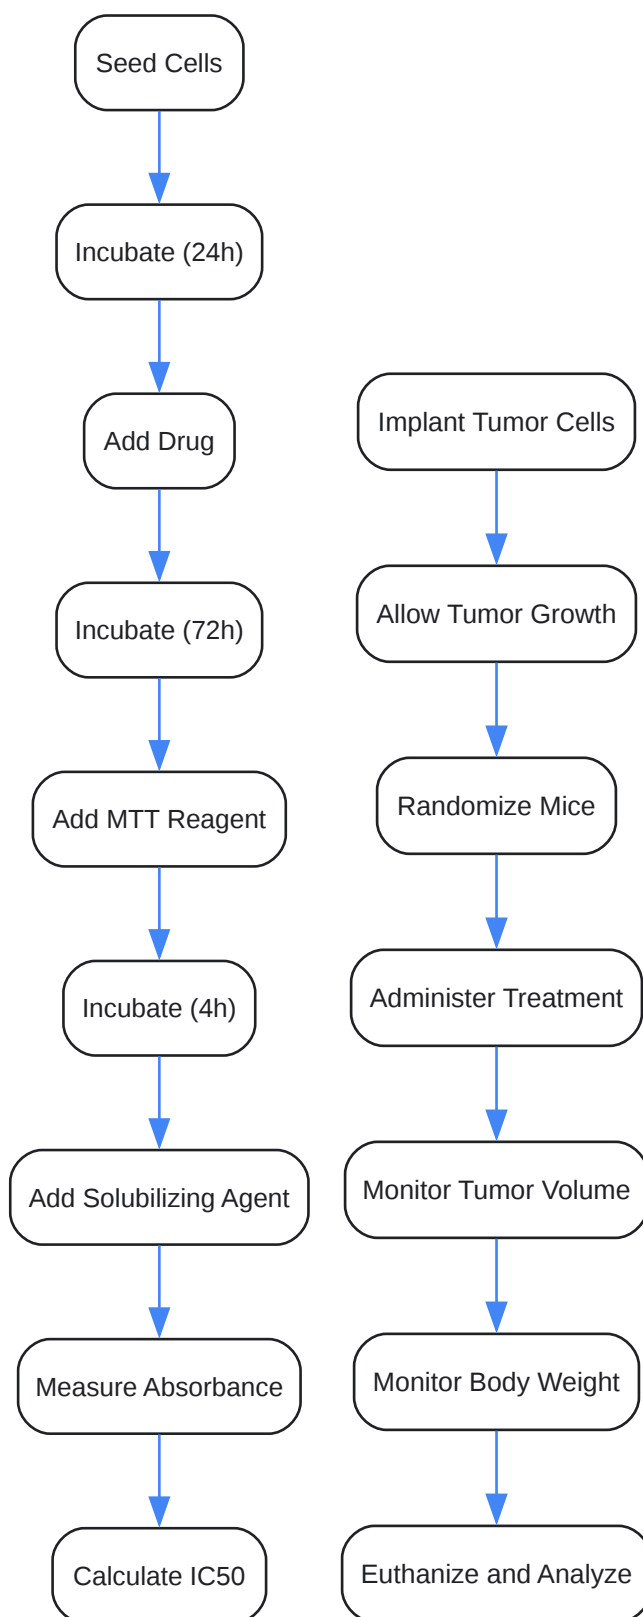 Seed Cells
Incubate (24h)
Add Drug
Incubate (72h)
Add MTT Reagent
Incubate (4h)
Add Solubilizing Agent
Measure Absorbance
Calculate IC50
Implant Tumor Cells
Allow Tumor Growth
Randomize Mice
Administer Treatment
Monitor Tumor Volume
Monitor Body Weight
Euthanize and Analyze